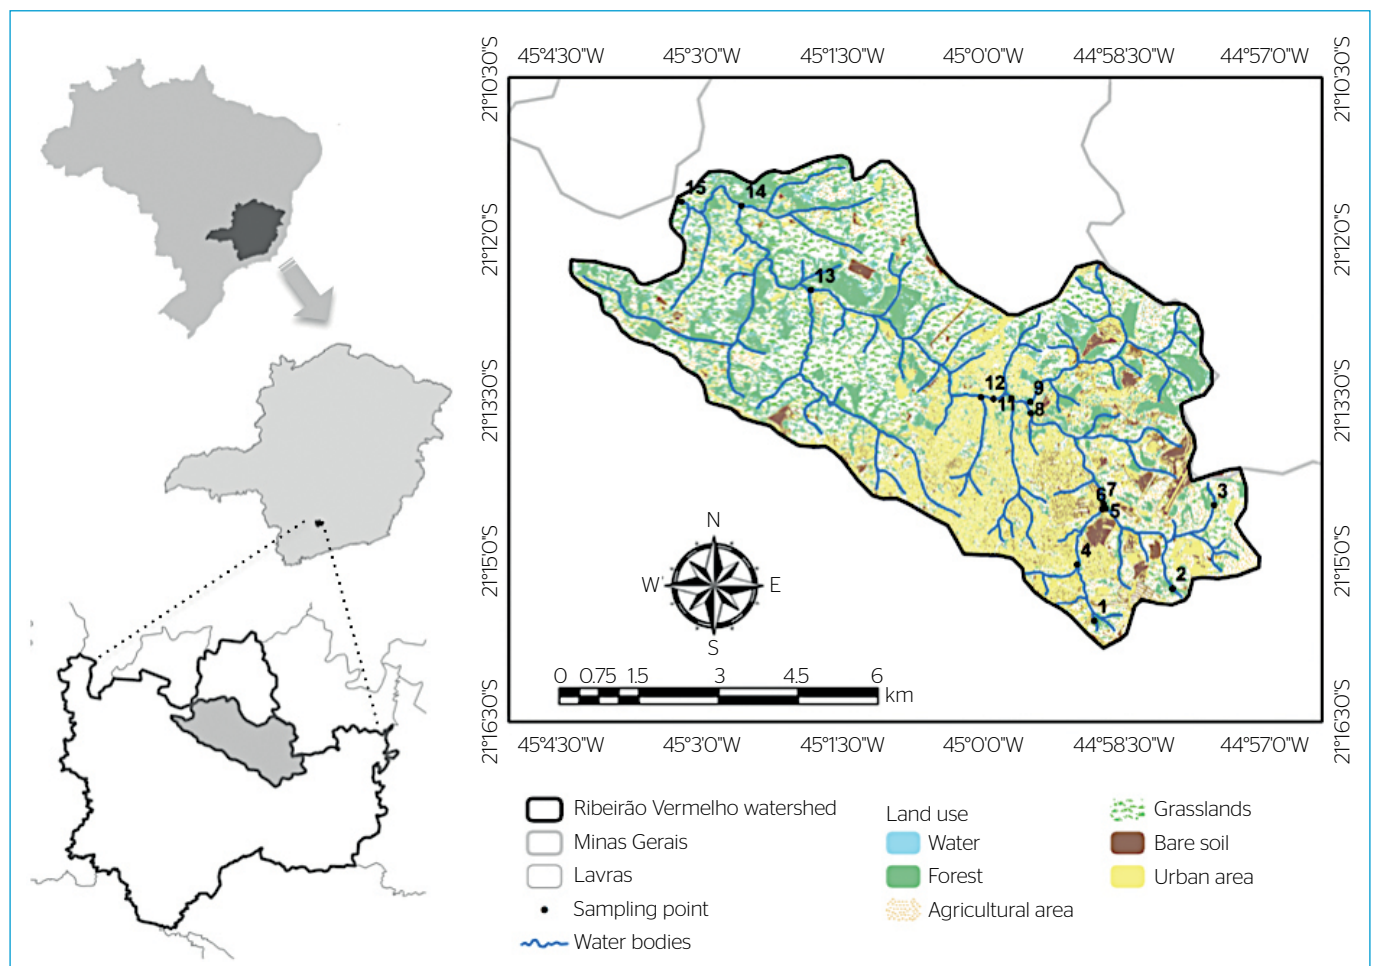 45°4'30"W 45°3'0"W 45°1'30"W 45°0'0"W 44°58'30"W 44°57'0"W
21°10'30"S 21°10'30"S
15 14
21°12'0"S 21°12'0"S
13
21°13'30"S 21°13'30"S
12 9
11 8
7 3
6
5
4
21°15'0"S 21°15'0"S
2
1
N
W E
S
0 0.75 1.5 3 4.5 6
km
21°16'30"S 21°16'30"S
45°4'30"W 45°3'0"W 45°1'30"W 45°0'0"W 44°58'30"W 44°57'0"W
Ribeirão Vermelho watershed
Minas Gerais
Lavras
Sampling point
Water bodies
Land use
Water
Forest
Agricultural area
Grasslands
Bare soil
Urban area